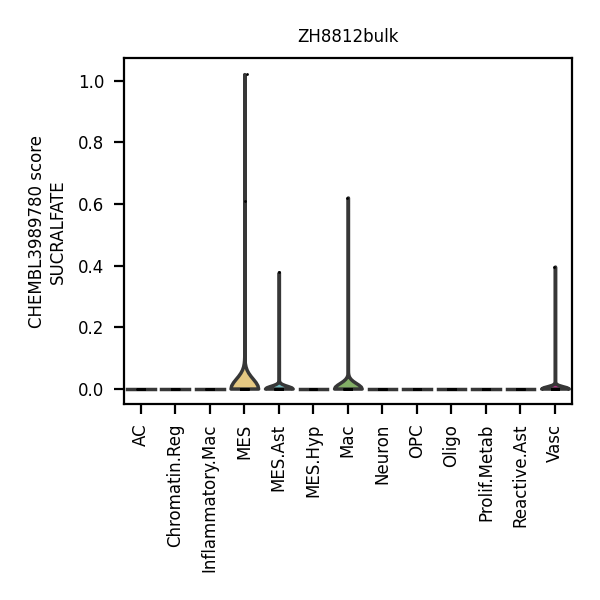 ZH8812bulk
CHEMBL3989780 score
SUCRALFATE
1.0
0.8
0.6
0.4
0.2
0.0
AC
Chromatin.Reg
Inflammatory.Mac
MES
MES.Ast
MES.Hyp
Mac
Neuron
OPC
Oligo
Prolif.Metab
Reactive.Ast
Vasc